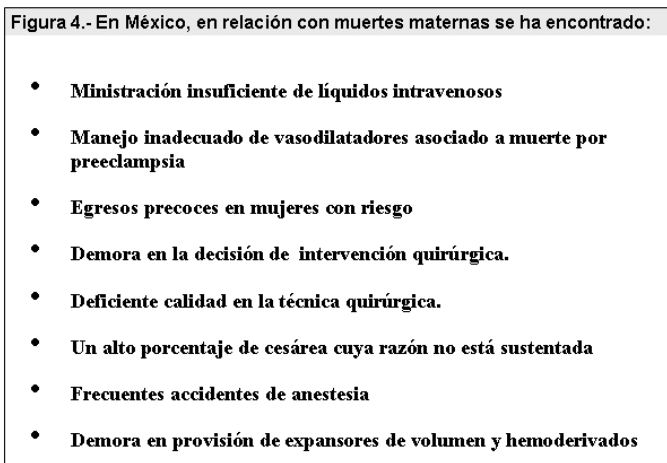 Figura 4.- En México, en relación con muertes maternas se ha encontrado:
• Ministración insuficiente de líquidos intravenosos
• Manejo inadecuado de vasodilatadores asociado a muerte por
preeclampsia
• Egresos precoces en mujeres con riesgo
• Demora en la decisión de intervención quirúrgica.
• Deficiente calidad en la técnica quirúrgica.
• Un alto porcentaje de cesárea cuya razón no está sustentada
• Frecuentes accidentes de anestesia
• Demora en provisión de expansores de volumen y hemoderivados